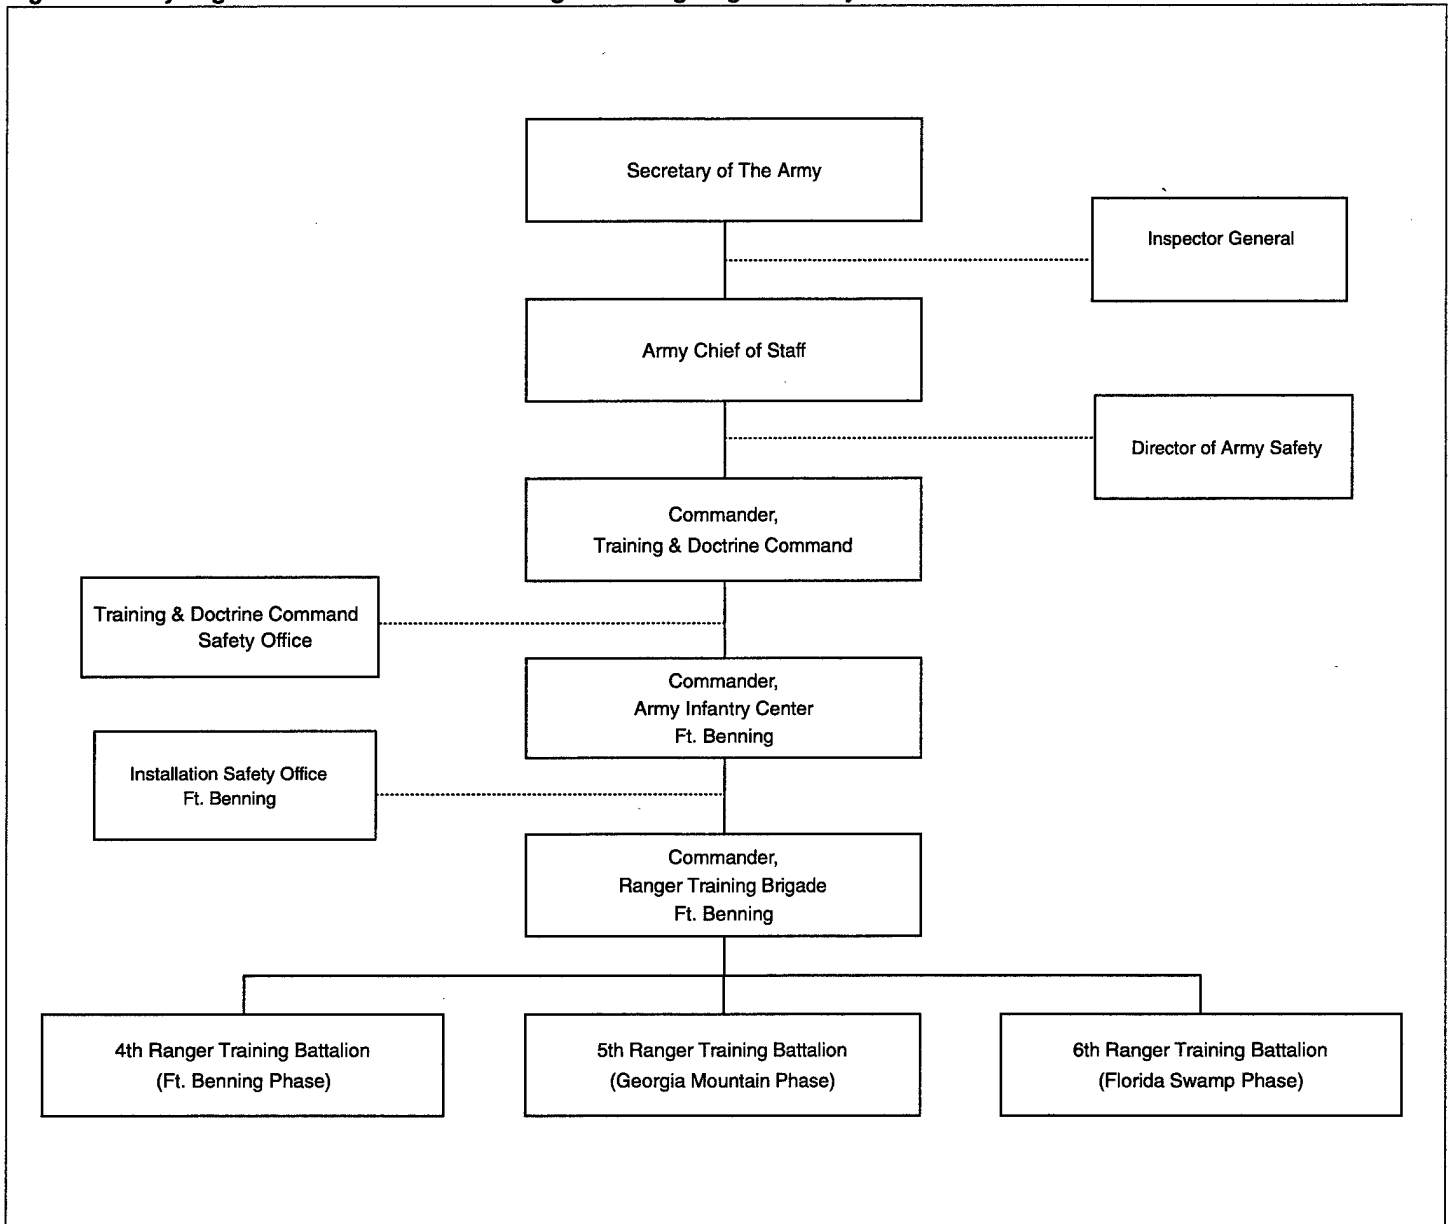 Secretary of The Army
Inspector General
Army Chief of Staff
Director of Army Safety
Commander,
Training & Doctrine Command
Training & Doctrine Command
Safety Office
Commander,
Army Infantry Center
Ft. Benning
Installation Safety Office
Ft. Benning
Commander,
Ranger Training Brigade
Ft. Benning
4th Ranger Training Battalion
(Ft. Benning Phase)
5th Ranger Training Battalion
(Georgia Mountain Phase)
6th Ranger Training Battalion
(Florida Swamp Phase)